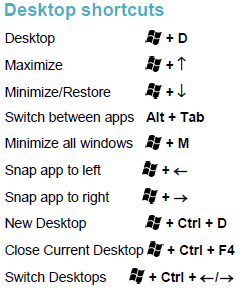 Desktop shortcuts
Desktop + D
Maximize + ↑
Minimize/Restore + ↓
Switch between apps Alt + Tab
Minimize all windows + M
Snap app to left + ←
Snap app to right + →
New Desktop + Ctrl + D
Close Current Desktop + Ctrl + F4
Switch Desktops + Ctrl + ←/→